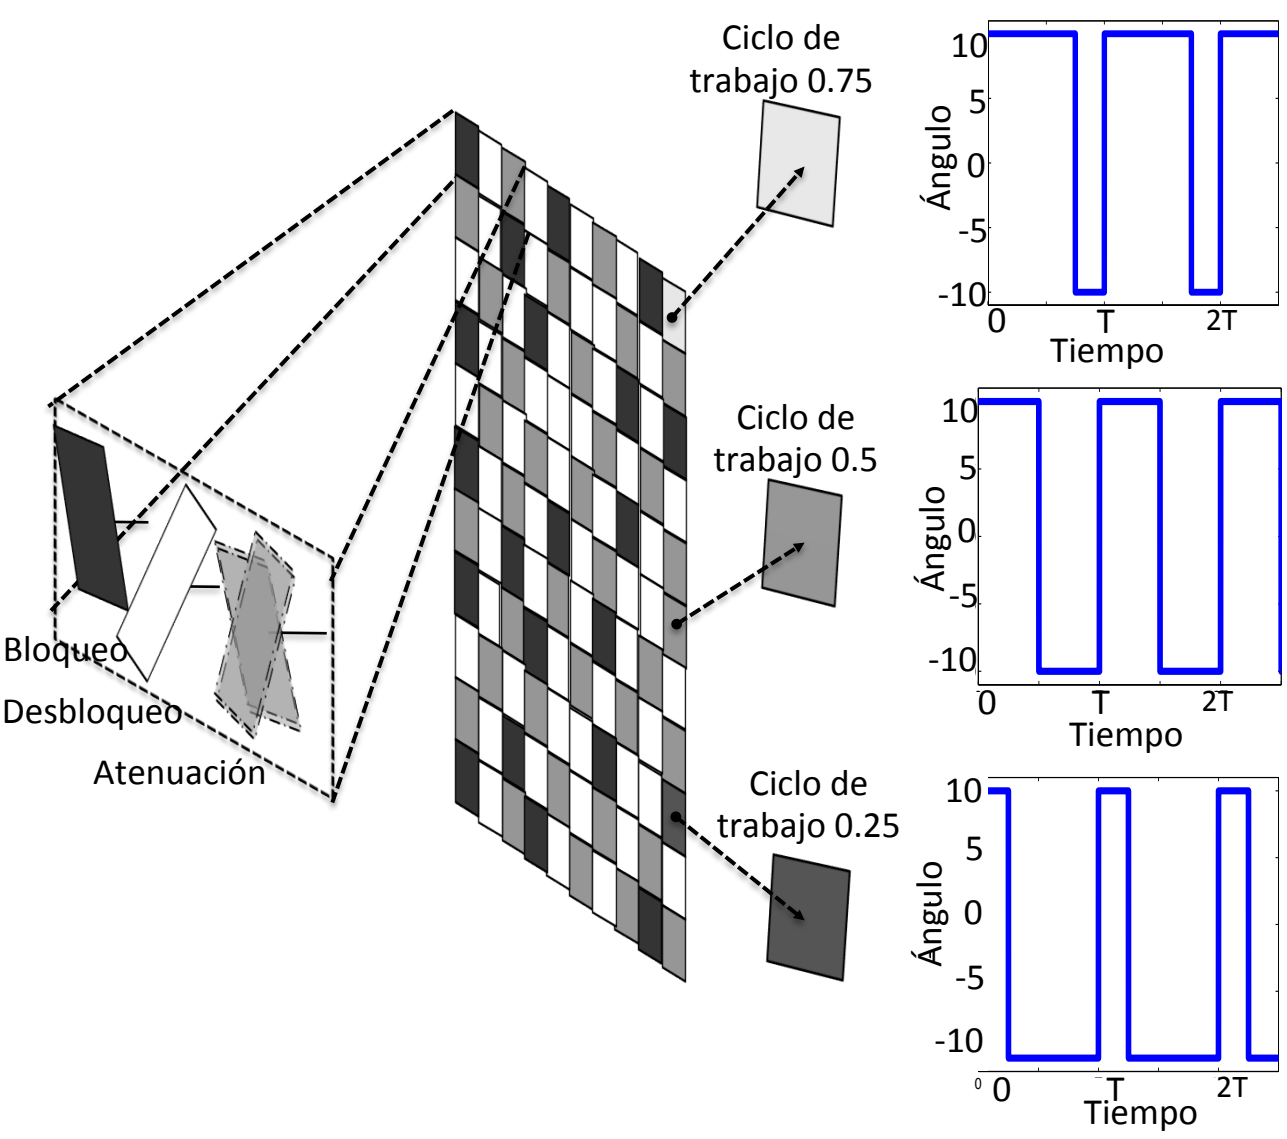 Ciclo de
trabajo 0.75
10
5
0
-5
-10
Ángulo
0 T 2T
Tiempo
Ciclo de
trabajo 0.5
10
5
0
-5
-10
Ángulo
0 T 2T
Tiempo
Bloqueo
Desbloqueo
Atenuación
Ciclo de
trabajo 0.25
10
5
0
-5
-10
Ángulo
0 0 T 2T
Tiempo